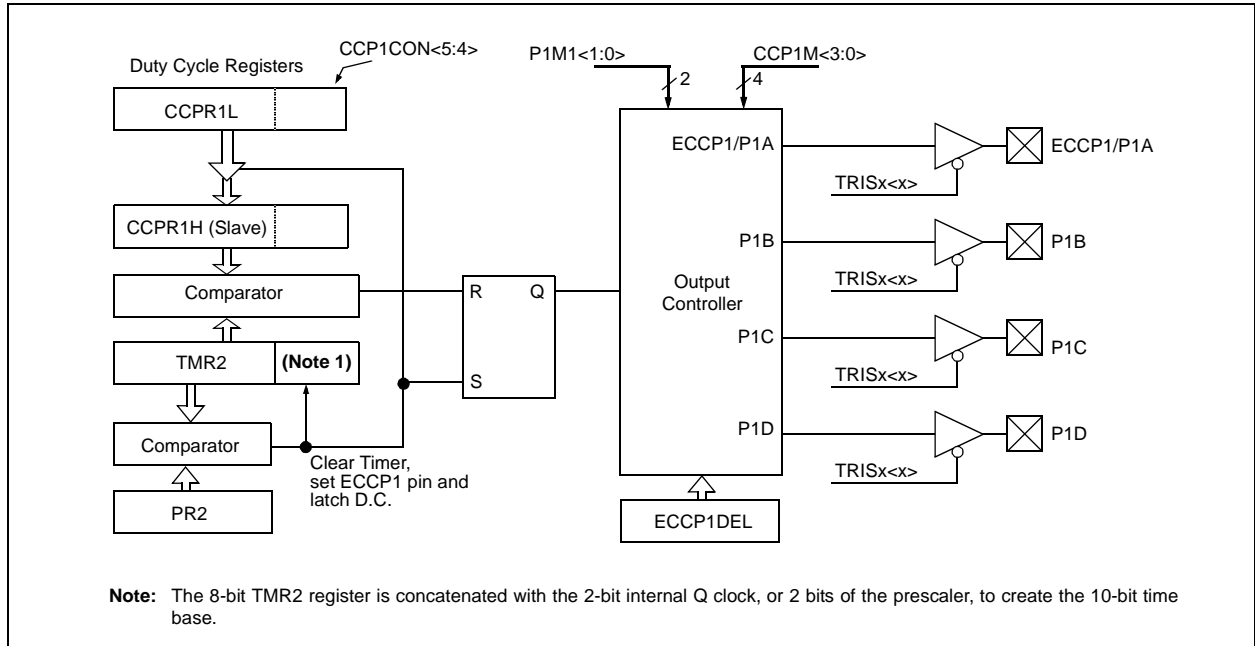 CCP1CON<5:4>
Duty Cycle Registers
CCPR1L
CCPR1H (Slave)
Comparator
TMR2
(Note 1)
Comparator
PR2
Clear Timer,
set ECCP1 pin and
latch D.C.
R
Q
S
P1M1<1:0>
2
CCP1M<3:0>
4
Output
Controller
ECCP1/P1A
P1B
P1C
P1D
ECCP1DEL
TRISx<x>
ECCP1/P1A
TRISx<x>
P1B
TRISx<x>
P1C
TRISx<x>
P1D
Note: The 8-bit TMR2 register is concatenated with the 2-bit internal Q clock, or 2 bits of the prescaler, to create the 10-bit time
base.